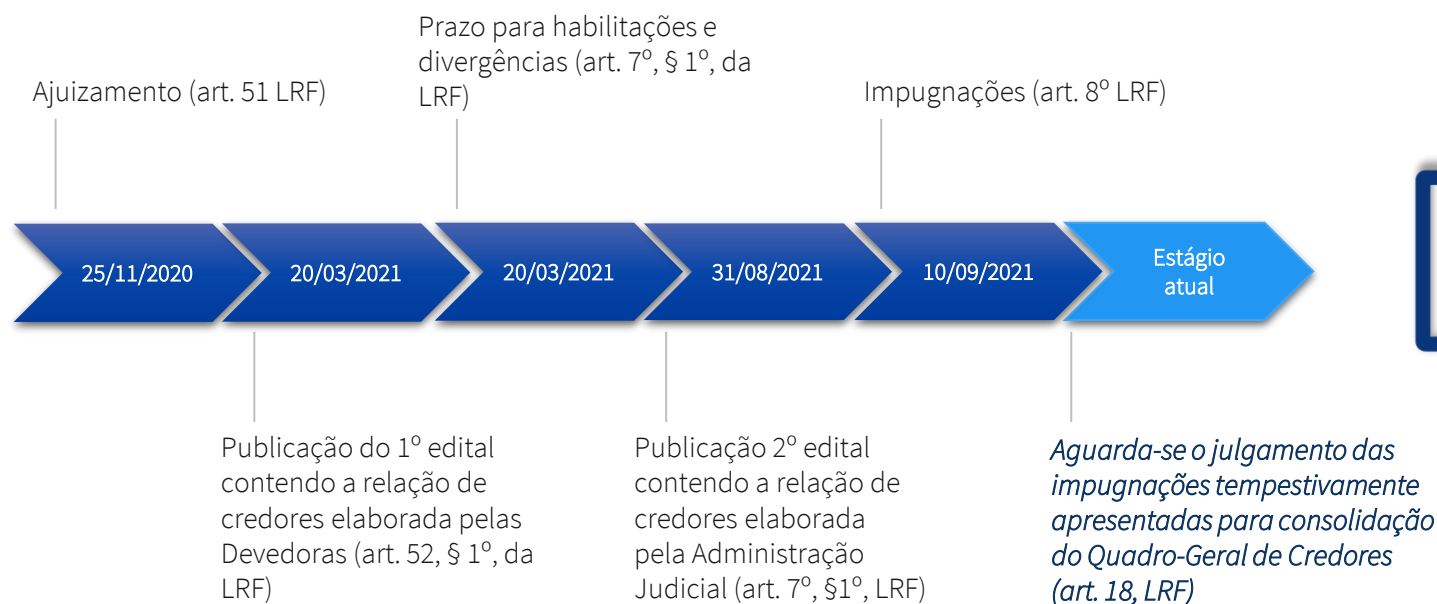 Prazo para habilitações e
divergências (art. 7º, § 1º, da
LRF)
Ajuizamento (art. 51 LRF)
Impugnações (art. 8º LRF)
25/11/2020
20/03/2021
20/03/2021
31/08/2021
10/09/2021
Estágio
atual
Publicação do 1º edital
contendo a relação de
credores elaborada pelas
Devedoras (art. 52, § 1º, da
LRF)
Publicação 2º edital
contendo a relação de
credores elaborada
pela Administração
Judicial (art. 7º, §1º, LRF)
Aguarda-se o julgamento das
impugnações tempestivamente
apresentadas para consolidação
do Quadro-Geral de Credores
(art. 18, LRF)